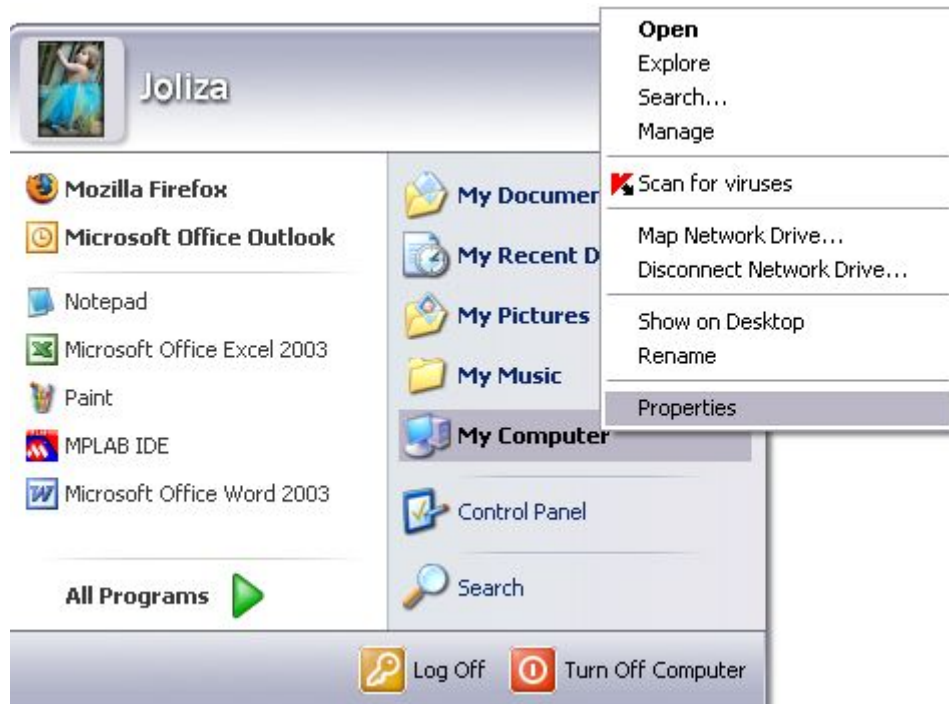 Joliza
Mozilla Firefox
Microsoft Office Outlook
Notepad
Microsoft Office Excel 2003
Paint
MPLAB IDE
Microsoft Office Word 2003
All Programs
My Documen
My Recent D
My Pictures
My Music
My Computer
Control Panel
Search
Log Off
Turn Off Computer
Open
Explore
Search...
Manage
Scan for viruses
Map Network Drive...
Disconnect Network Drive...
Show on Desktop
Rename
Properties